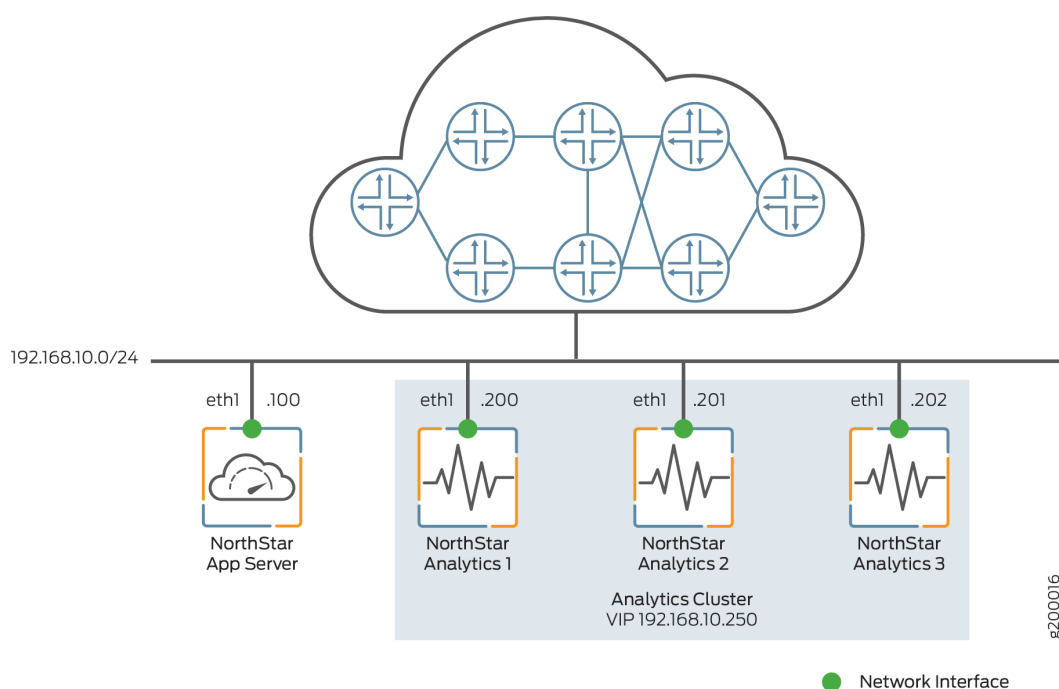 192.168.10.0/24
eth1 .100
eth1 .200
eth1 .201
eth1 .202
NorthStar
App Server
NorthStar
Analytics 1
NorthStar
Analytics 2
NorthStar
Analytics 3
Analytics Cluster
VIP 192.168.10.250
g200016
Network Interface